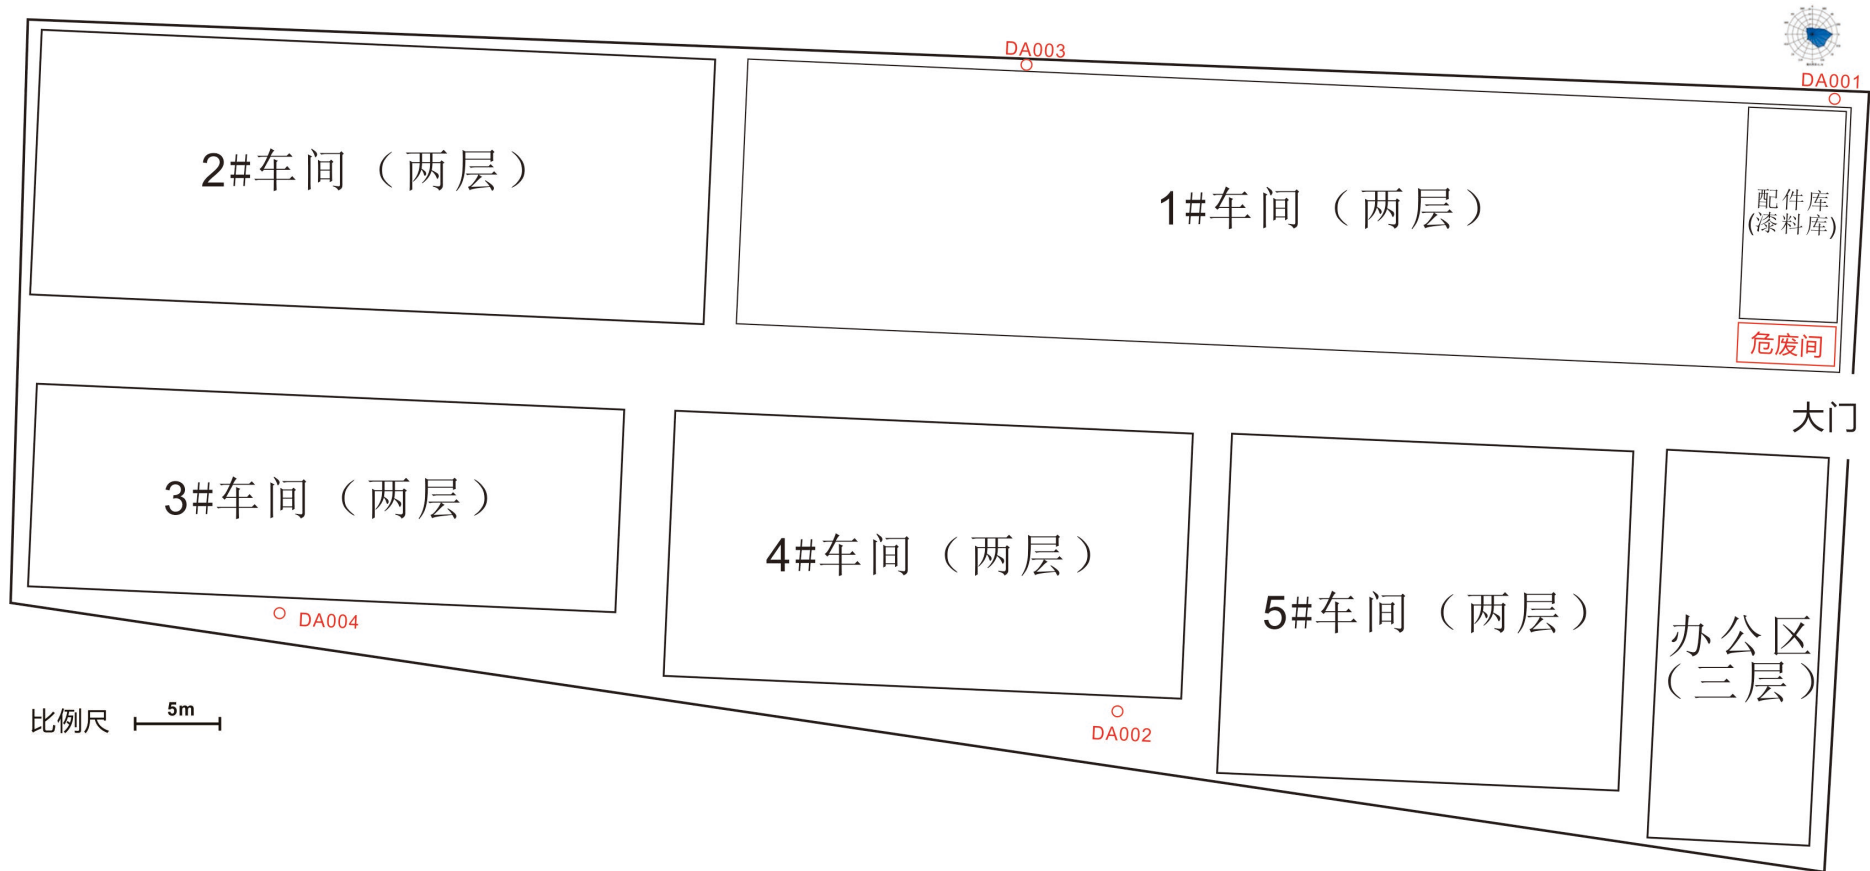 DA003
DA001
2#车间（两层）
1#车间（两层）
配件库
(漆料库)
危废间
大门
3#车间（两层）
4#车间（两层）
5#车间（两层）
办公区
（三层）
DA004
DA002
比例尺 5m